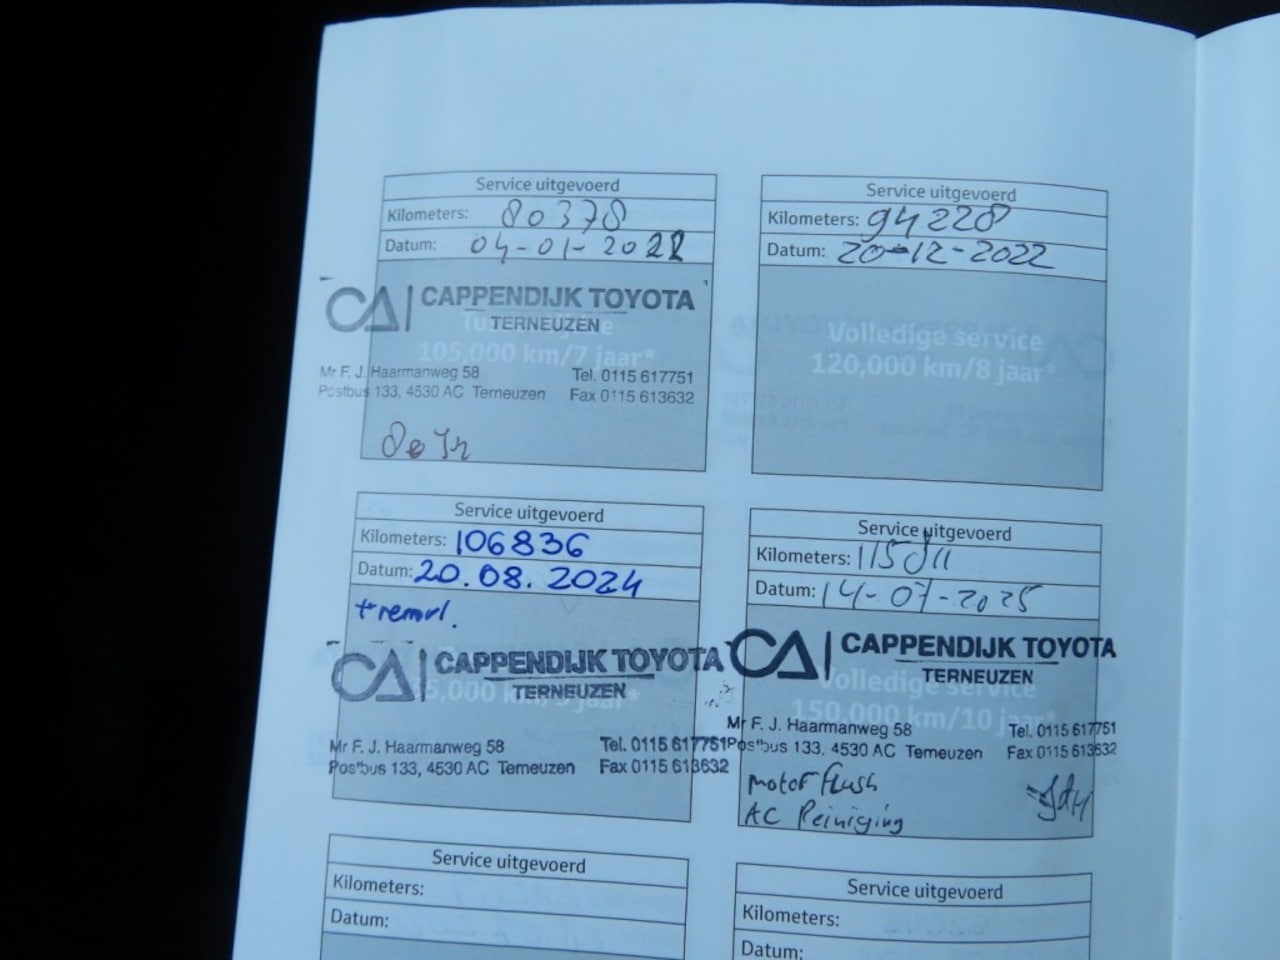 Service uitgevoerd
Kilometers: 80378
Datum: 04-01-2022
CAPPENDIJK TOYOTA
TERNEUZEN
105,000 km/7 jaar*
Mr F. J. Haarmanweg 58 Tel. 0115 617751
Postbus 133, 4530 AC Terneuzen Fax 0115 613632
Service uitgevoerd
Kilometers: 94228
Datum: 20-12-2022
Volledige service
120,000 km/8 jaar*
Service uitgevoerd
Kilometers: 106836
Datum: 20.08.2024
+ remvl.
CAPPENDIJK TOYOTA
TERNEUZEN
Mr F. J. Haarmanweg 58 Tel. 0115 617751
Postbus 133, 4530 AC Terneuzen Fax 0115 613632
Service uitgevoerd
Kilometers:
Datum: 14-07-2025
CAPPENDIJK TOYOTA
TERNEUZEN
Volledige service
150,000 km/10 jaar*
Mr F. J. Haarmanweg 58 Tel. 0115 617751
Postbus 133, 4530 AC Terneuzen Fax 0115 613632
motor flush
AC Reiniging
Service uitgevoerd
Kilometers:
Datum:
Service uitgevoerd
Kilometers:
Datum: